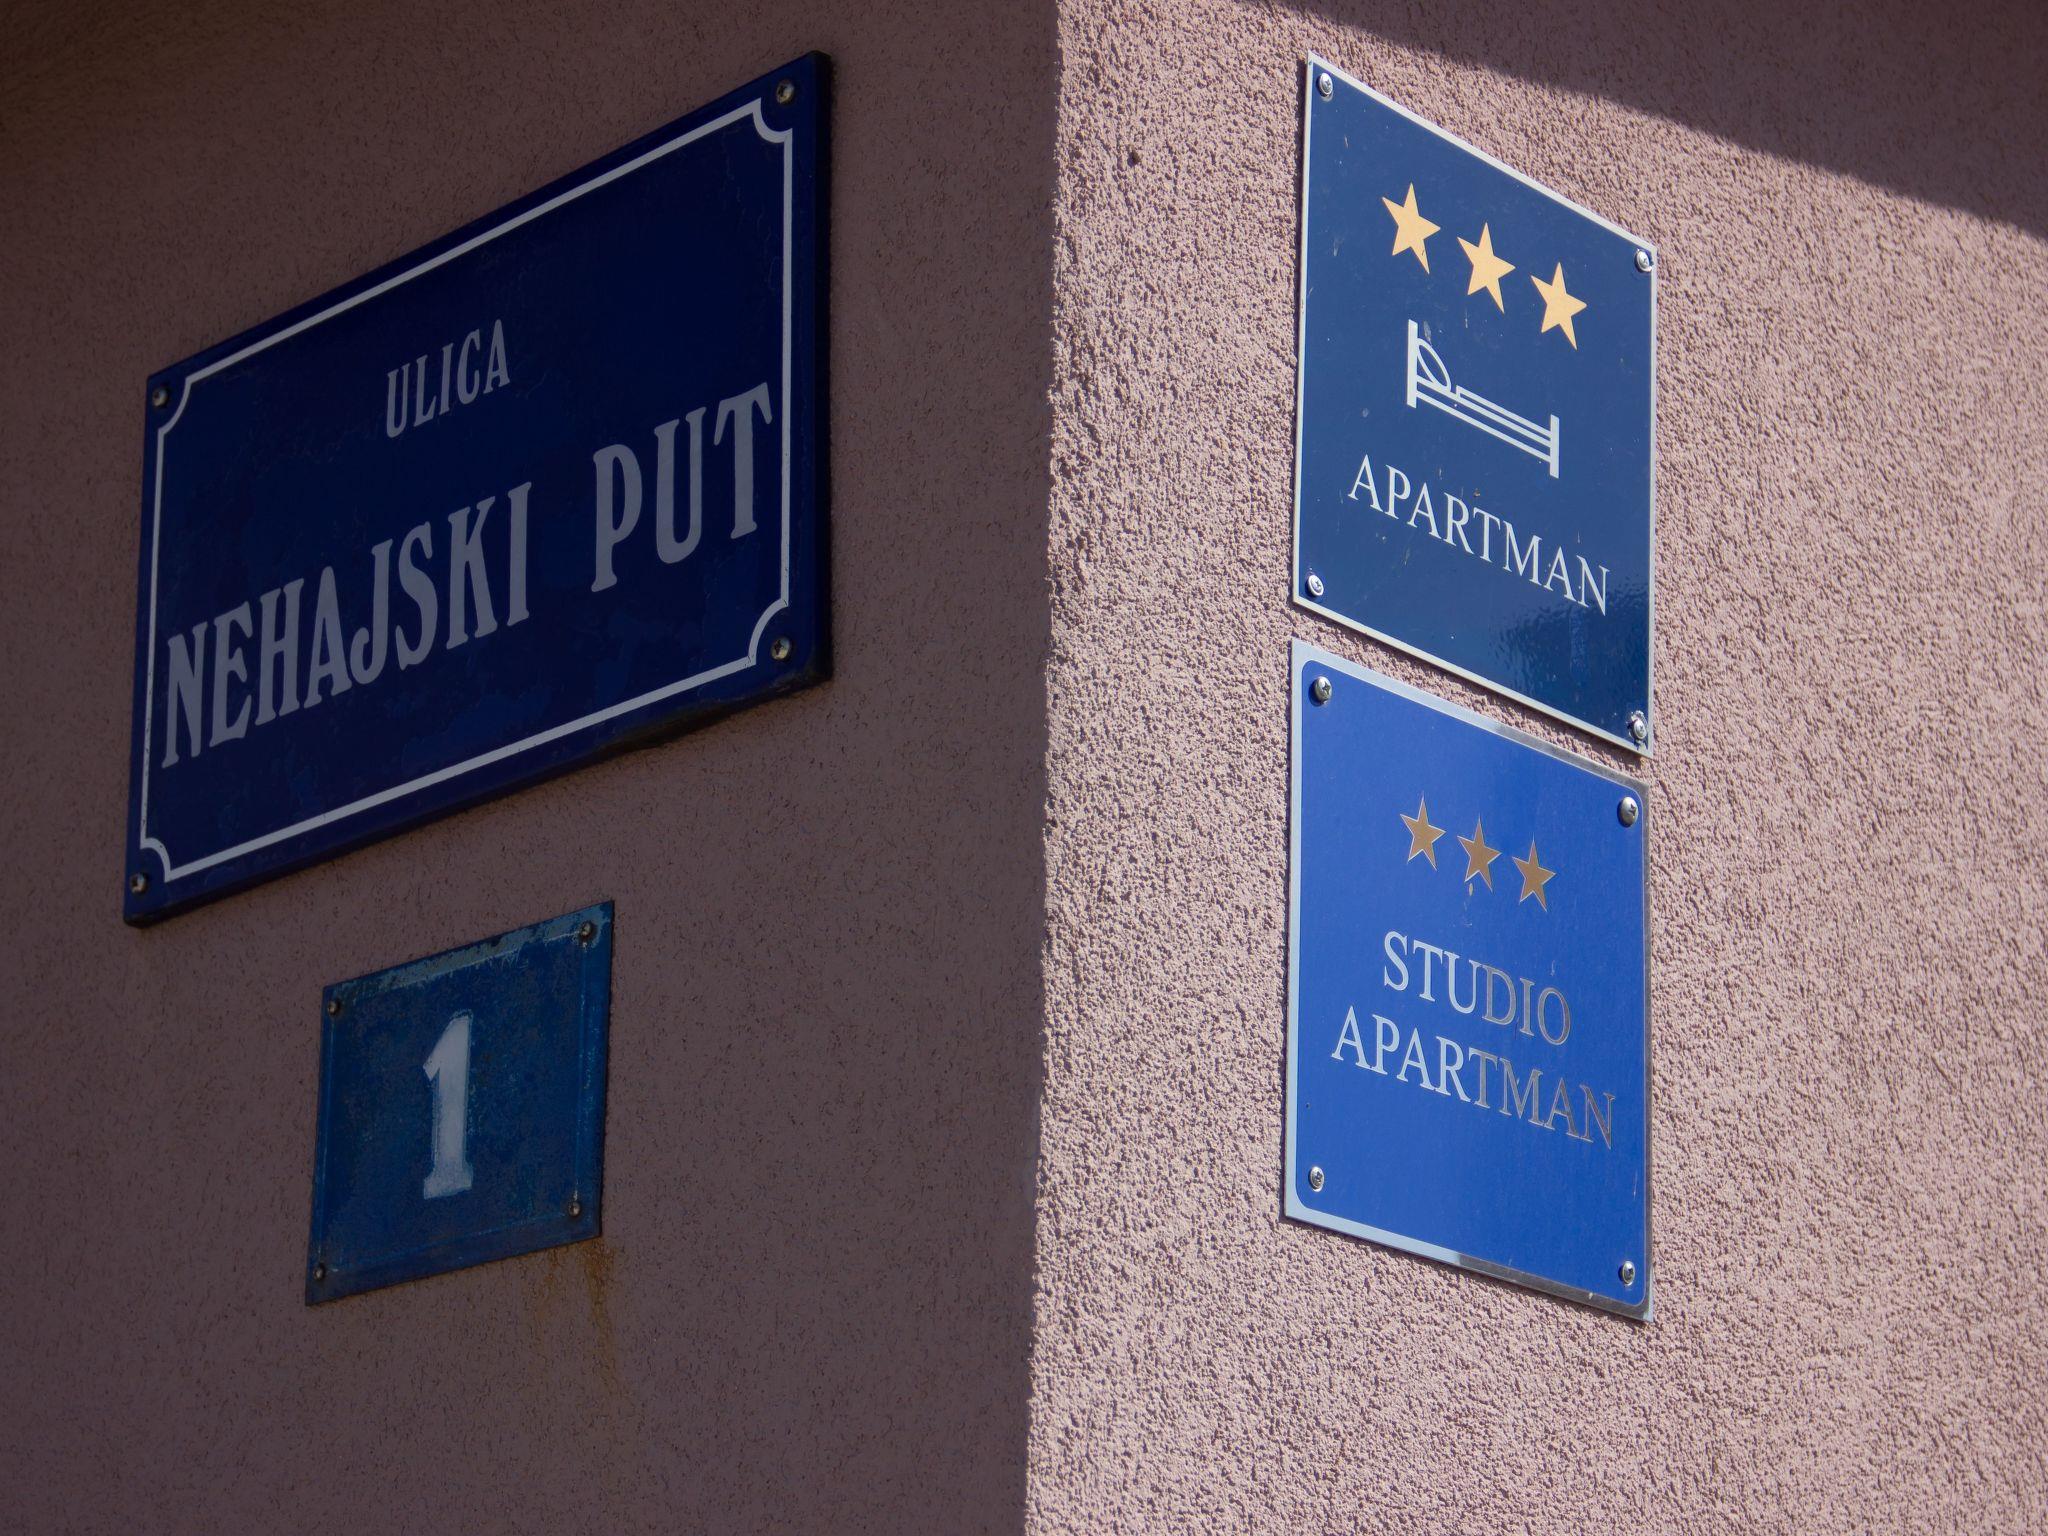 ULICA
NEHAJSKI PUT
1
APARTMAN
STUDIO
APARTMAN